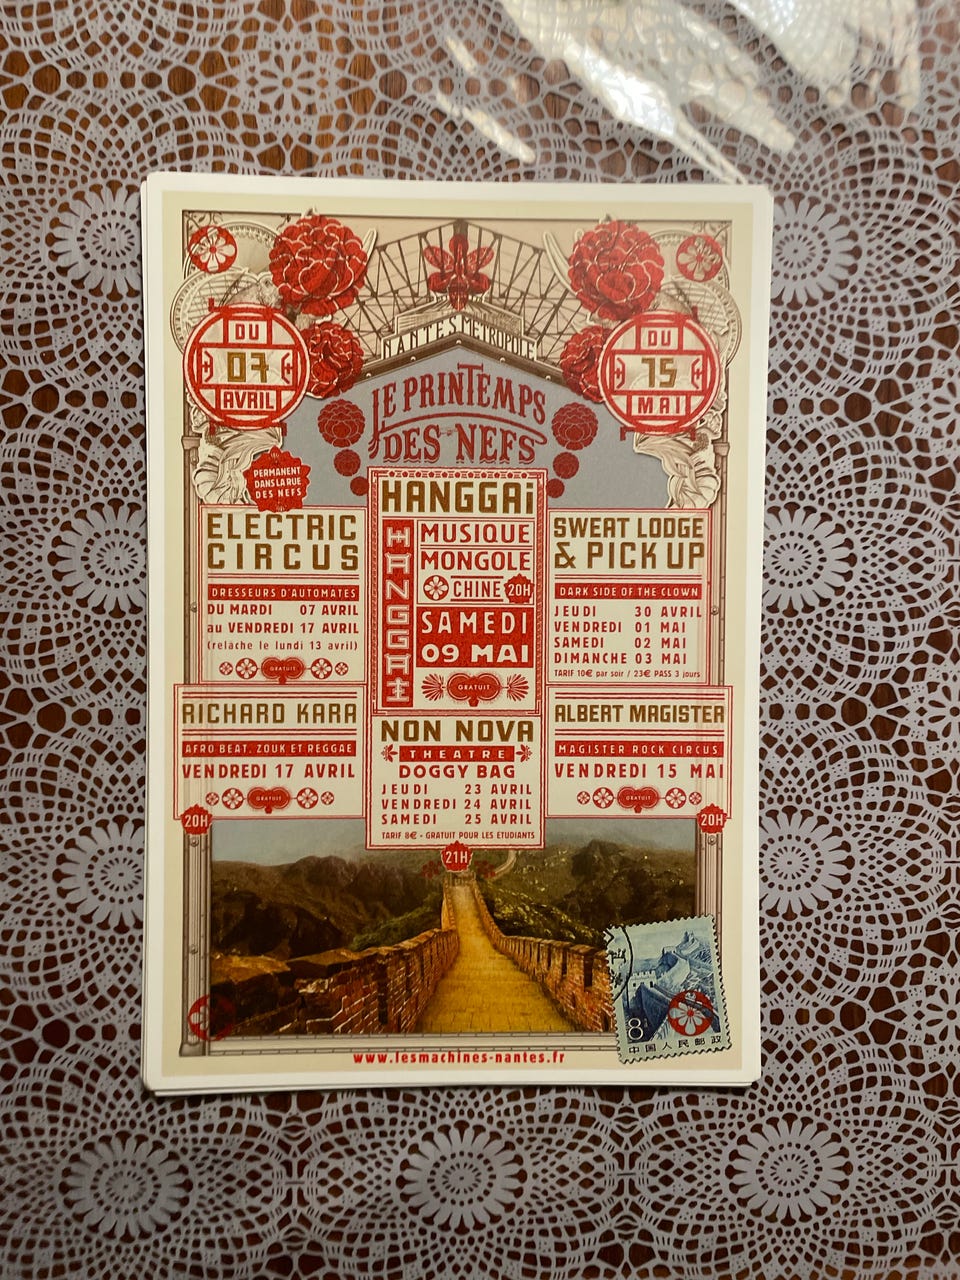 NANTES METROPOLE
DU
07
AVRIL
DU
15
MAI
LE PRINTEMPS
DES NEFS
PERMANENT
DANS LA RUE
DES NEFS
ELECTRIC
CIRCUS
DRESSEURS D'AUTOMATES
DU MARDI 07 AVRIL
au VENDREDI 17 AVRIL
(relâche le lundi 13 avril)
GRATUIT
RICHARD KARA
AFRO BEAT, ZOUK ET REGGAE
VENDREDI 17 AVRIL
GRATUIT
20H
HANGGAi
HANGGAI
MUSIQUE
MONGOLE
CHINE 20H
SAMEDI
09 MAI
GRATUIT
NON NOVA
THEATRE
DOGGY BAG
JEUDI 23 AVRIL
VENDREDI 24 AVRIL
SAMEDI 25 AVRIL
TARIF 8€ - GRATUIT POUR LES ETUDIANTS
21H
SWEAT LODGE
& PICK UP
DARK SIDE OF THE CLOWN
JEUDI 30 AVRIL
VENDREDI 01 MAI
SAMEDI 02 MAI
DIMANCHE 03 MAI
TARIF 10€ par soir / 23€ PASS 3 jours
ALBERT MAGISTER
MAGISTER ROCK CIRCUS
VENDREDI 15 MAI
GRATUIT
20H
8
中国人民邮政
www.lesmachines-nantes.fr